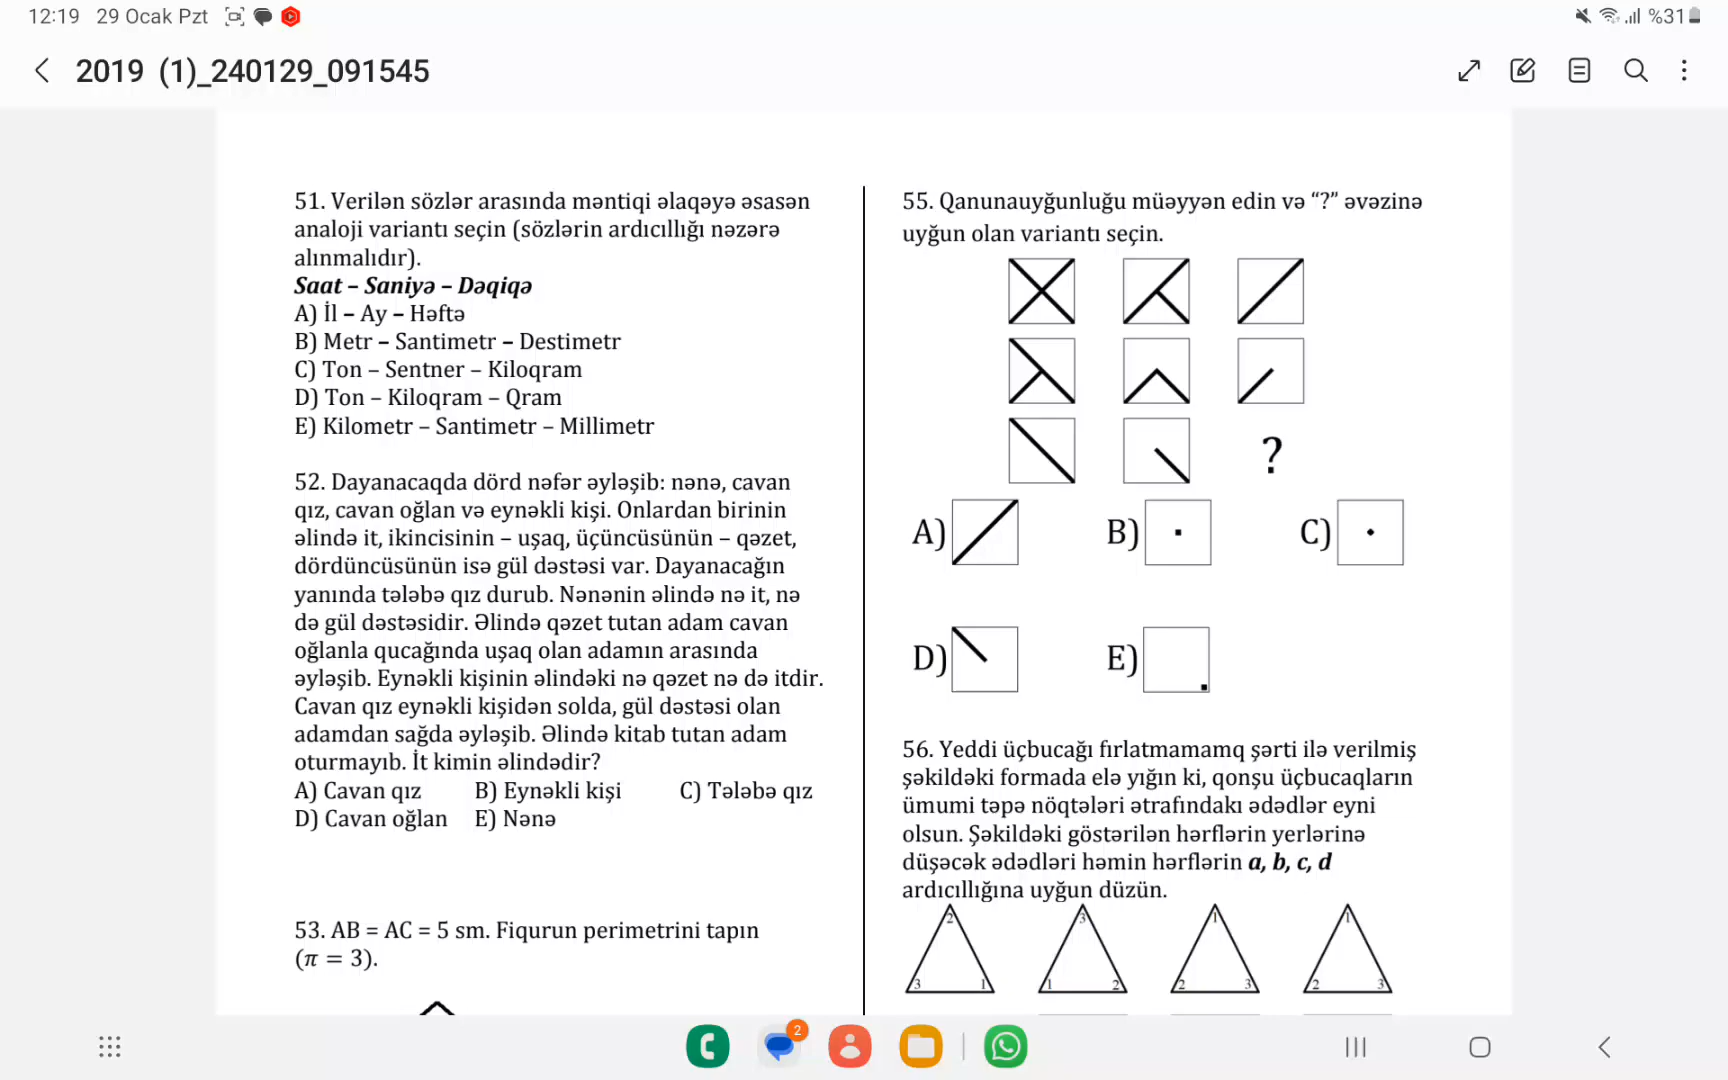 12:19 29 Ocak Pzt
%31
2019 (1)_240129_091545
51. Verilən sözlər arasında məntiqi əlaqəyə əsasən
analoji variantı seçin (sözlərin ardıcıllığı nəzərə
alınmalıdır).
Saat – Saniyə – Dəqiqə
A) İl – Ay – Həftə
B) Metr – Santimetr – Destimetr
C) Ton – Sentner – Kiloqram
D) Ton – Kiloqram – Qram
E) Kilometr – Santimetr – Millimetr
52. Dayanacaqda dörd nəfər əyləşib: nənə, cavan
qız, cavan oğlan və eynəkli kişi. Onlardan birinin
əlində it, ikincisinin – uşaq, üçüncüsünün – qəzet,
dördüncüsünün isə gül dəstəsi var. Dayanacağın
yanında tələbə qız durub. Nənənin əlində nə it, nə
də gül dəstəsidir. Əlində qəzet tutan adam cavan
oğlanla qucağında uşaq olan adamın arasında
əyləşib. Eynəkli kişinin əlindəki nə qəzet nə də itdir.
Cavan qız eynəkli kişidən solda, gül dəstəsi olan
adamdan sağda əyləşib. Əlində kitab tutan adam
oturmayıb. İt kimin əlindədir?
A) Cavan qız B) Eynəkli kişi C) Tələbə qız
D) Cavan oğlan E) Nənə
53. AB = AC = 5 sm. Fiqurun perimetrini tapın
(π = 3).
55. Qanunauyğunluğu müəyyən edin və “?” əvəzinə
uyğun olan variantı seçin.
?
A) B) C)
D) E)
56. Yeddi üçbucağı fırlatmamamq şərti ilə verilmiş
şəkildəki formada elə yığın ki, qonşu üçbucaqların
ümumi təpə nöqtələri ətrafındakı ədədlər eyni
olsun. Şəkildəki göstərilən hərflərin yerlərinə
düşəcək ədədləri həmin hərflərin a, b, c, d
ardıcıllığına uyğun düzün.
2 3 1 1
3 1 1 2 2 3 2 3
2